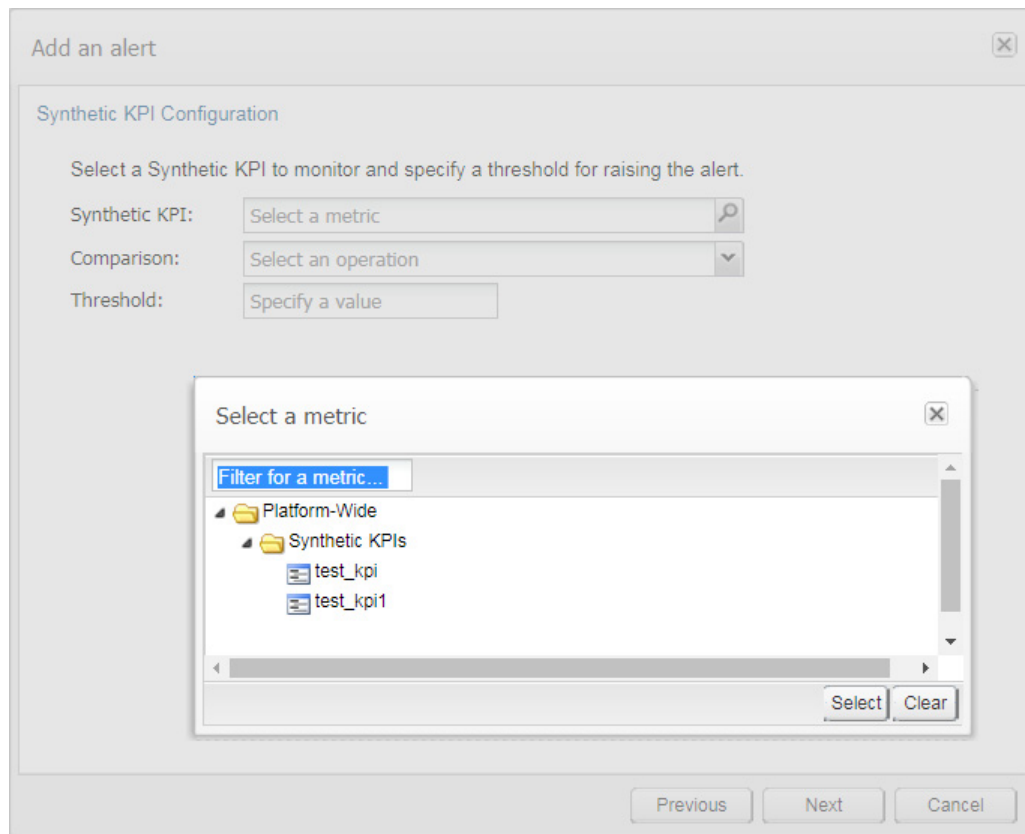 Add an alert
Synthetic KPI Configuration
Select a Synthetic KPI to monitor and specify a threshold for raising the alert.
Synthetic KPI: Select a metric
Comparison: Select an operation
Threshold: Specify a value
Select a metric
Filter for a metric...
Platform-Wide
Synthetic KPIs
test_kpi
test_kpi1
Select Clear
Previous Next Cancel